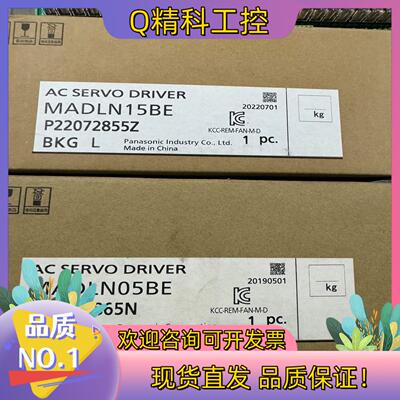 Q精科工控
AC SERVO DRIVER
MADLN15BE
P22072855Z
BKG L
20220701
KCC-REM-FAN-M-D
Panasonic Industry Co., Ltd.
Made in China
1 pc.
kg
AC SERVO DRIVER
MADLN05BE
65N
20190501
KCC-REM-FAN-M-D
pc.
kg
品质
NO.1
欢迎咨询可开发票
现货直发 品质保证！